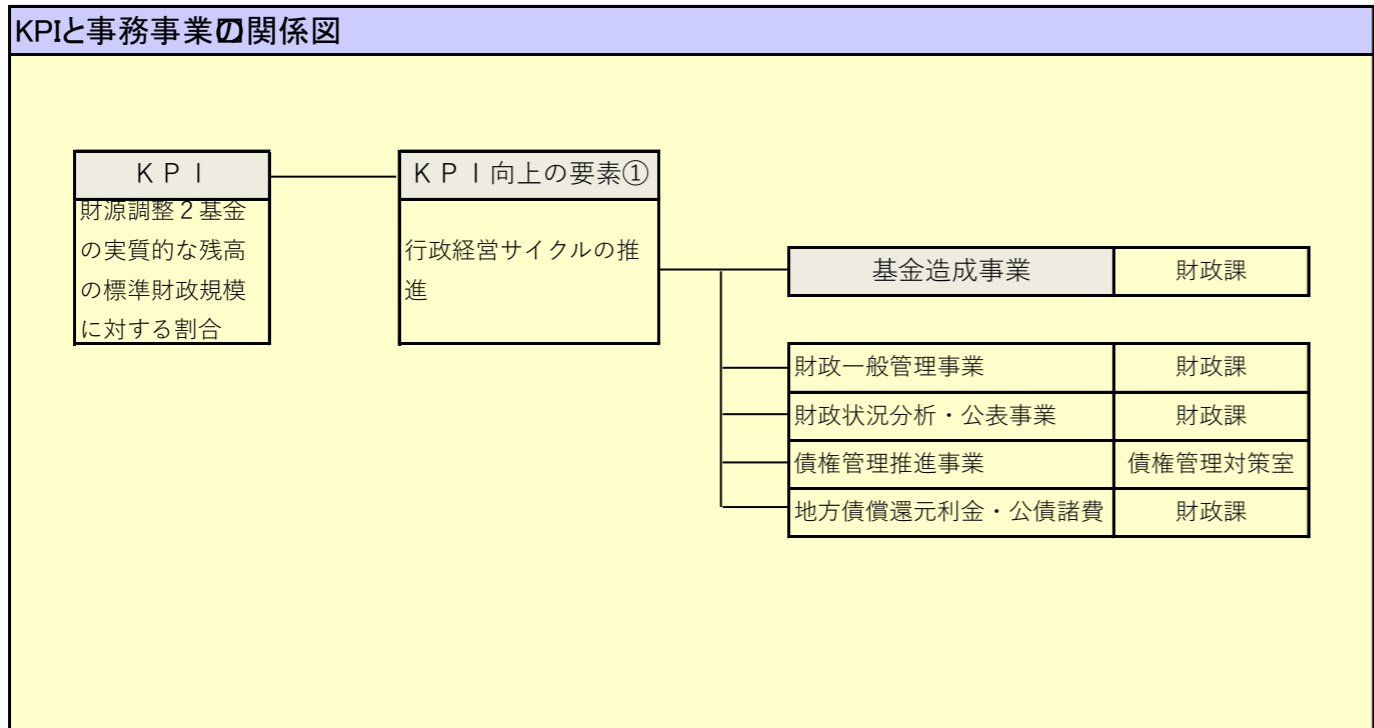 KPIと事務事業の関係図
ＫＰＩ
財源調整２基金
の実質的な残高
の標準財政規模
に対する割合
ＫＰＩ向上の要素①
行政経営サイクルの推
進
基金造成事業 財政課
財政一般管理事業 財政課
財政状況分析・公表事業 財政課
債権管理推進事業 債権管理対策室
地方債償還元利金・公債諸費 財政課